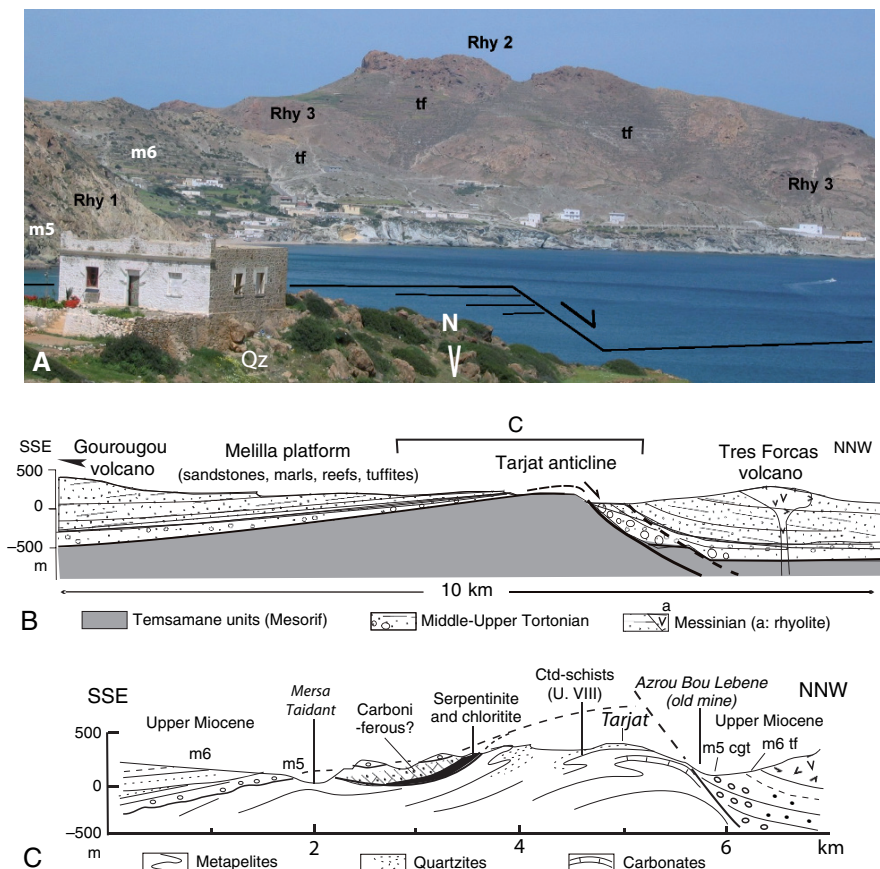 Rhy 2
tf
Rhy 3
tf
m6
tf
Rhy 3
Rhy 1
m5
N
A
Qz
C
SSE
Gourougou
volcano
Melilla platform
(sandstones, marls, reefs, tuffites)
Tarjat anticline
Tres Forcas
volcano
NNW
500
0
–500
m
10 km
B
Temsamane units (Mesorif)
Middle-Upper Tortonian
a
v
Messinian (a: rhyolite)
SSE
Upper Miocene
Mersa
Taidant
Carboni
-ferous?
Serpentinite
and chloritite
Ctd-schists
(U. VIII)
Tarjat
Azrou Bou Lebene
(old mine)
NNW
Upper Miocene
m5 cgt
m6 tf
500
m6
m5
0
–500
m
2
4
6
km
C
Metapelites
Quartzites
Carbonates